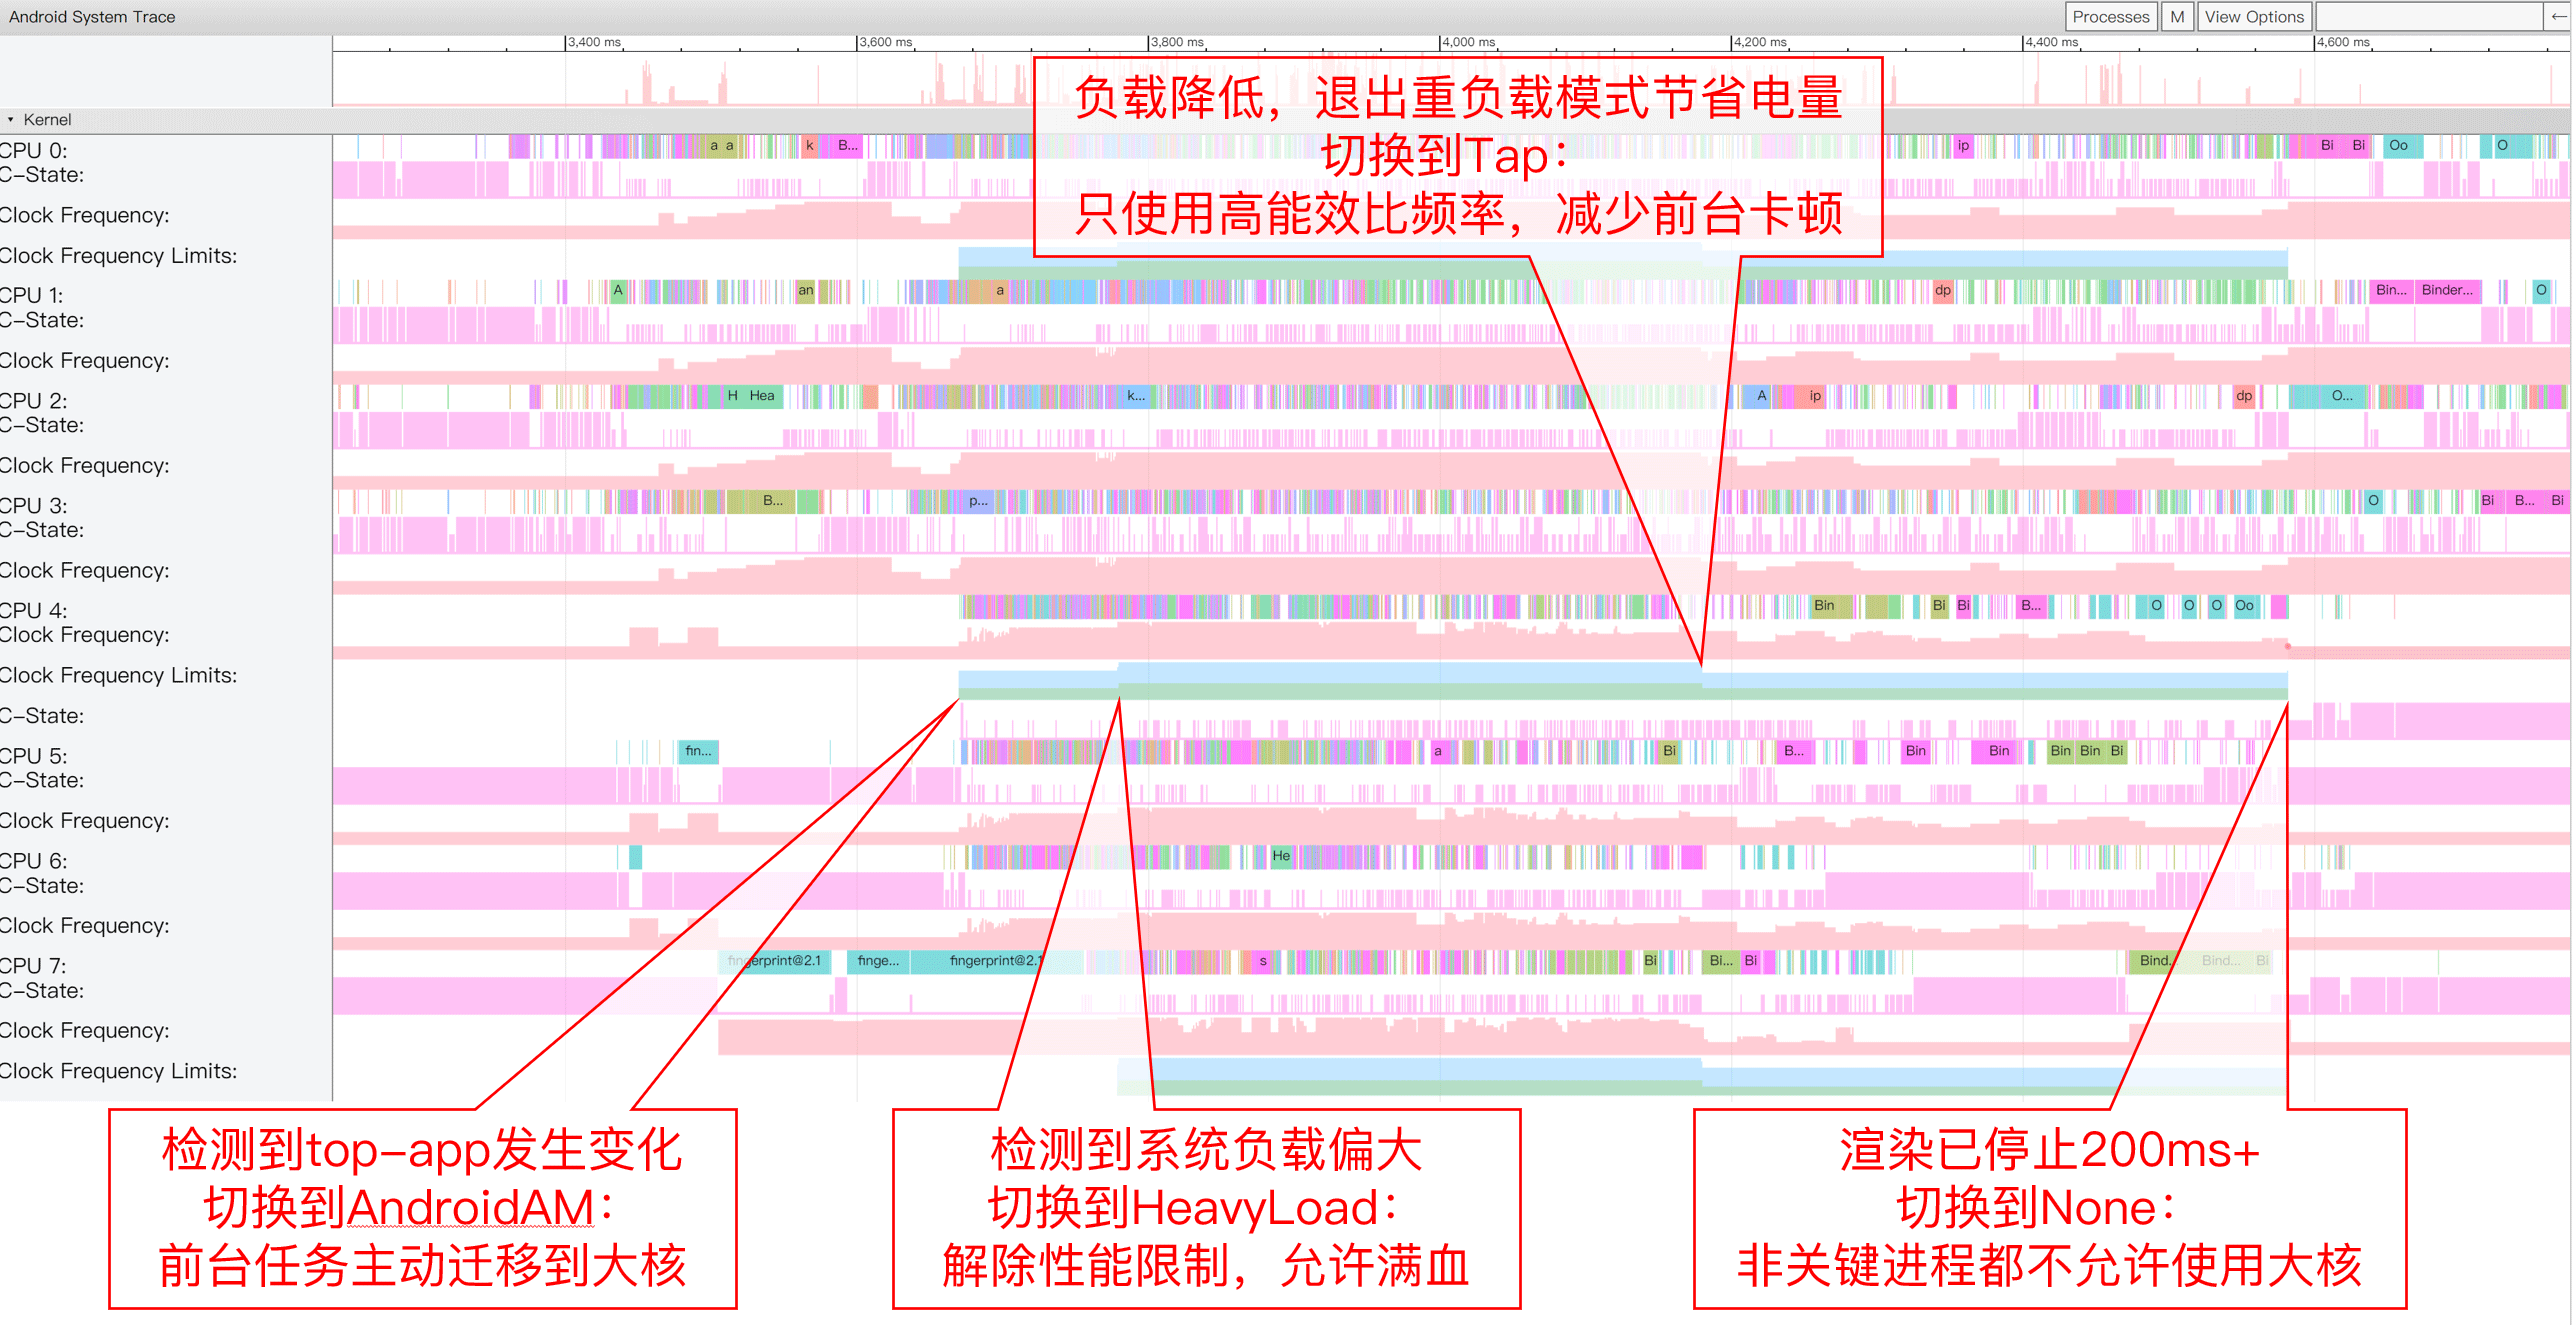 Android System Trace
Processes M View Options ←
3,400 ms 3,600 ms 3,800 ms 4,000 ms 4,200 ms 4,400 ms 4,600 ms
负载降低，退出重负载模式节省电量
切换到Tap：
只使用高能效比频率，减少前台卡顿
Kernel
CPU 0: a a k B... ip Bi Bi Oo O
C-State:
Clock Frequency:
Clock Frequency Limits:
CPU 1: A an a dp Bin... Binder... O
C-State:
Clock Frequency:
CPU 2: H Hea k... A ip dp O...
C-State:
Clock Frequency:
CPU 3: B... p... O Bi B... Bi
C-State:
Clock Frequency:
CPU 4: Bin Bi Bi B... O O O Oo
Clock Frequency:
Clock Frequency Limits:
C-State:
CPU 5: fin... a Bi B... Bin Bin Bin Bin Bi
C-State:
Clock Frequency:
CPU 6: He
C-State:
Clock Frequency:
CPU 7: fingerprint@2.1 finge... fingerprint@2.1 s Bi Bi... Bi Bind... Bind... Bi
C-State:
Clock Frequency:
Clock Frequency Limits:
检测到top-app发生变化
切换到AndroidAM：
前台任务主动迁移到大核
检测到系统负载偏大
切换到HeavyLoad：
解除性能限制，允许满血
渲染已停止200ms+
切换到None：
非关键进程都不允许使用大核